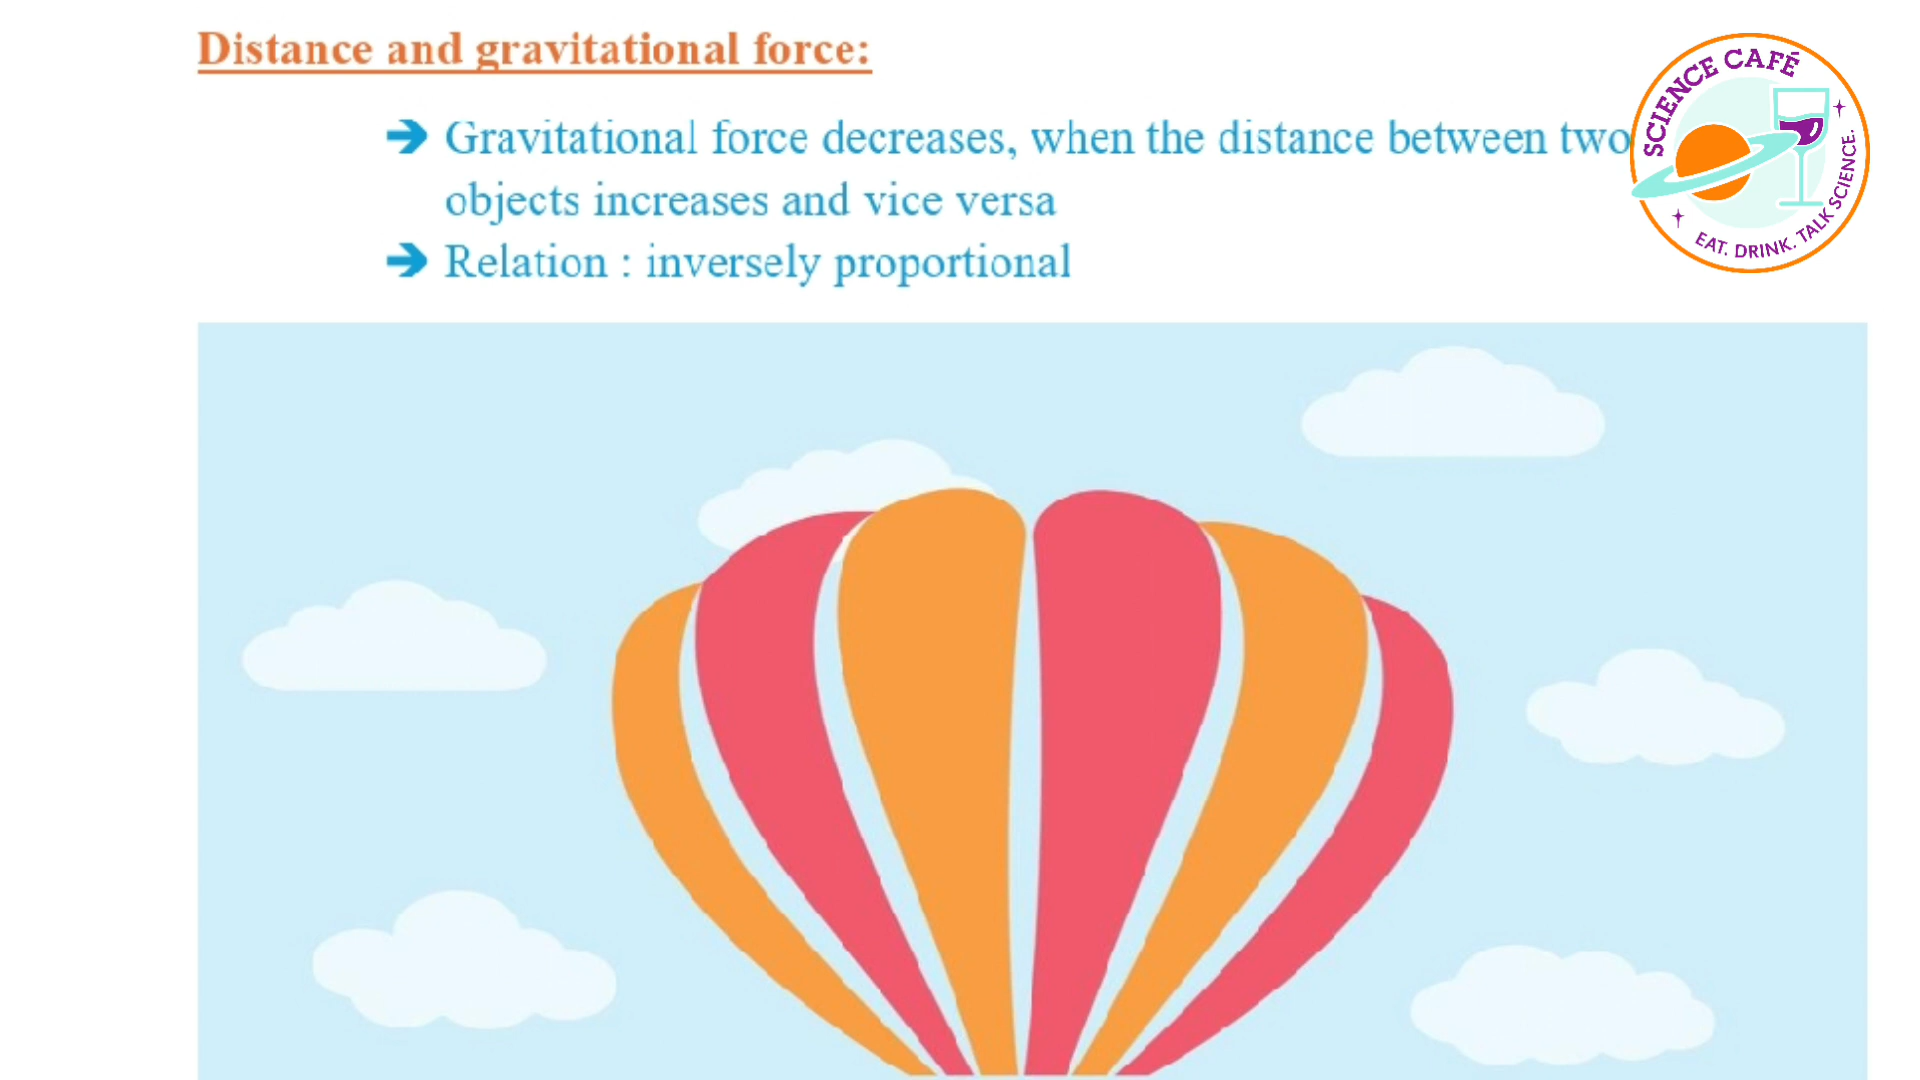 Distance and gravitational force:
Gravitational force decreases, when the distance between two
objects increases and vice versa
Relation : inversely proportional
SCIENCE CAFÉ
EAT. DRINK. TALK SCIENCE.